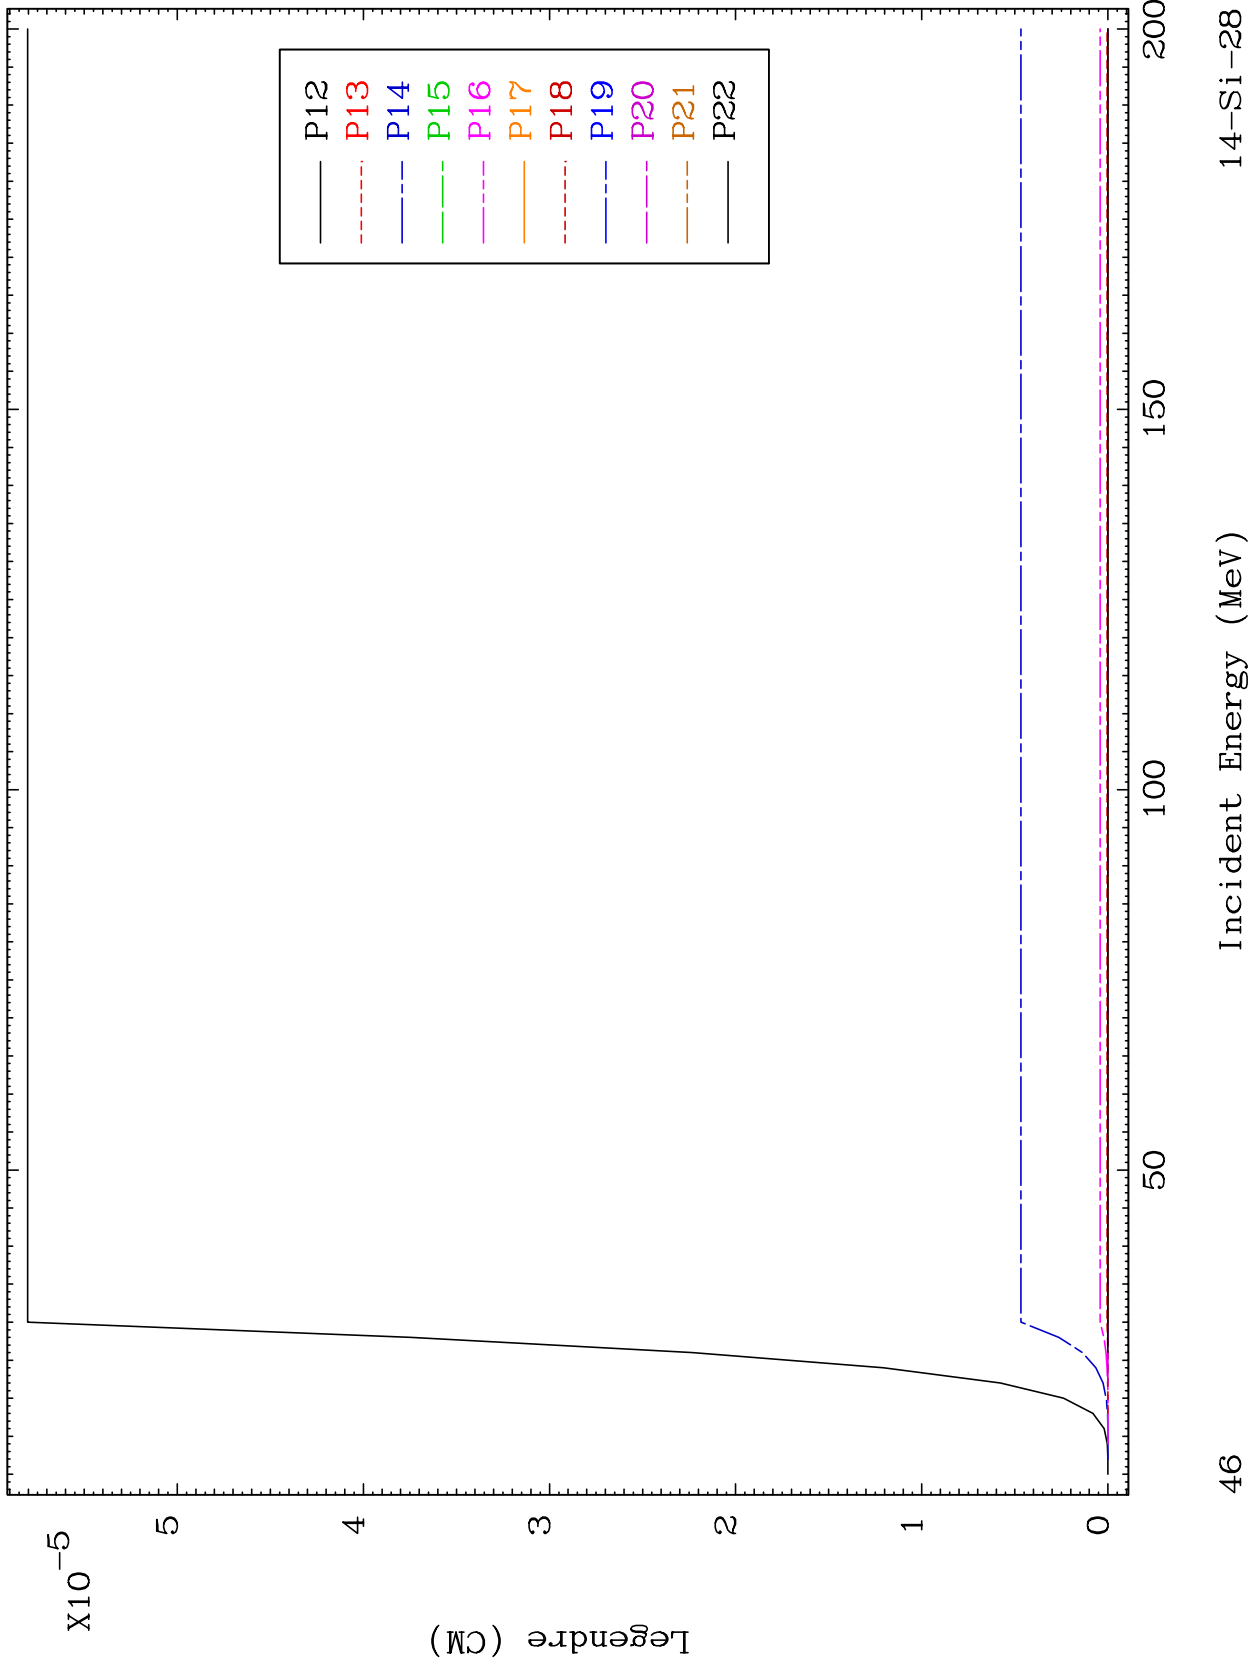 X10-5
Legendre (CM)
5
4
3
2
1
0
50
100
150
200
P12
P13
P14
P15
P16
P17
P18
P19
P20
P21
P22
Incident Energy (MeV)
46
14-Si-28